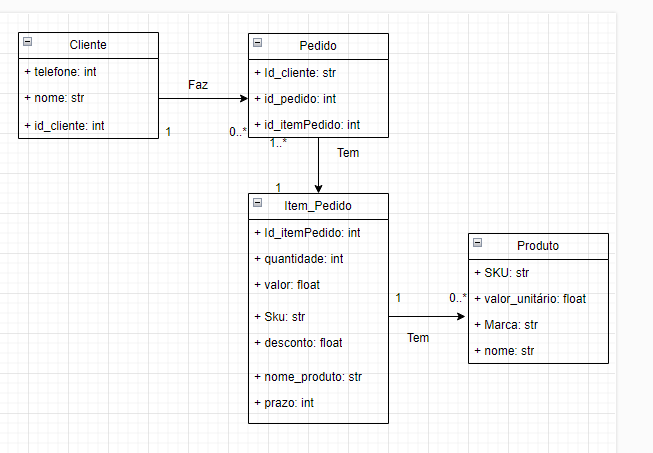 Cliente
+ telefone: int
+ nome: str
+ id_cliente: int
Faz
1
0..*
Pedido
+ Id_cliente: str
+ id_pedido: int
+ id_itemPedido: int
1..*
Tem
1
Item_Pedido
+ Id_itemPedido: int
+ quantidade: int
+ valor: float
+ Sku: str
+ desconto: float
+ nome_produto: str
+ prazo: int
1
0..*
Tem
Produto
+ SKU: str
+ valor_unitário: float
+ Marca: str
+ nome: str